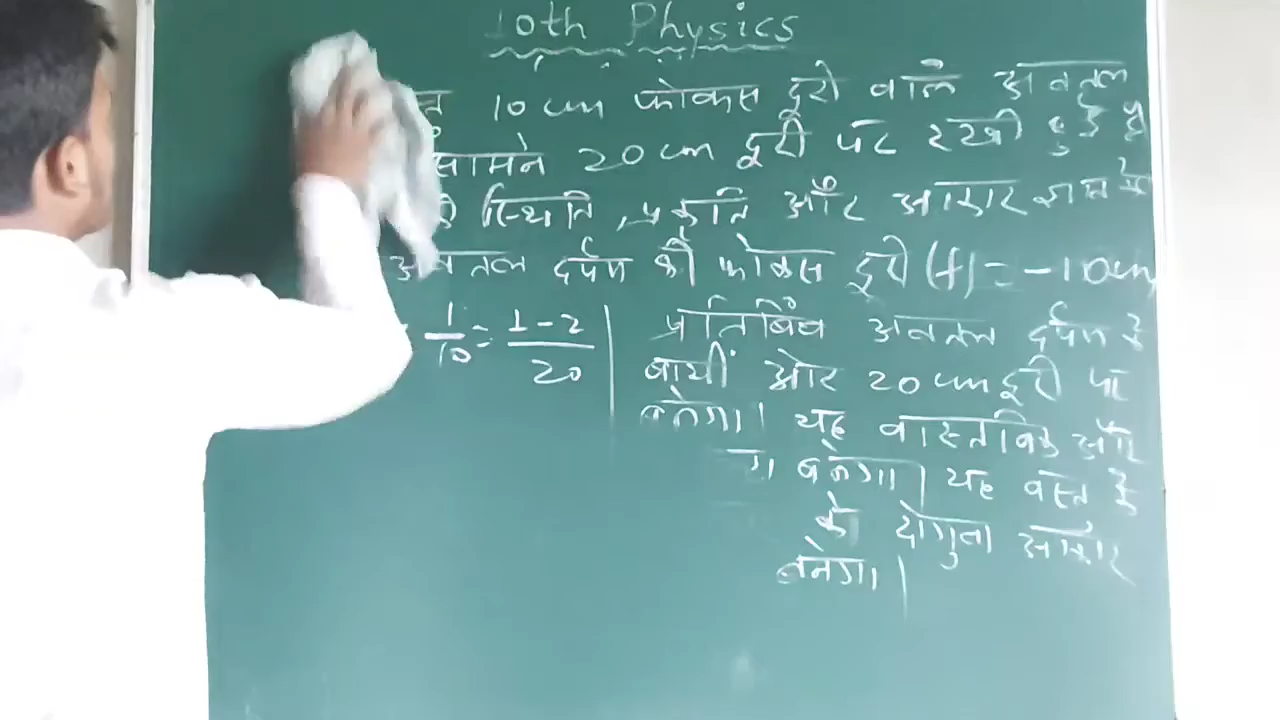 10th Physics
10 cm फोकस दूरी वाले अवतल
सामने 20 cm दूरी पर रखी हुई है
स्थिति, प्रकृति और आकार ज्ञात
अवतल दर्पण की फोकस दूरी (f) = -10cm
1/10 = 1-2/20
प्रतिबिंब अवतल दर्पण के
बायीं ओर 20 cm दूरी पर
बनेगा। यह वास्तविक और
बनेगा। यह वस्तु के
के दोगुना आकार
बनेगा।